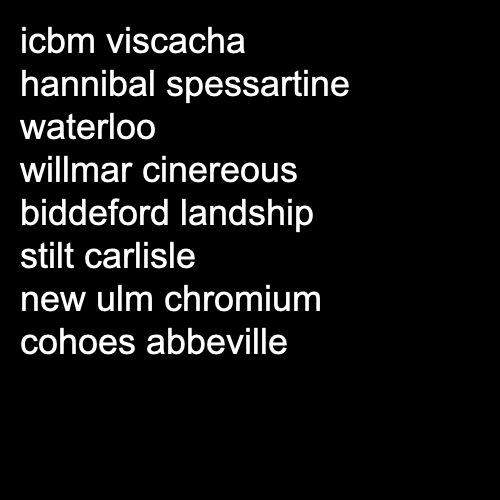 icbm viscacha
hannibal spessartine
waterloo
willmar cinereous
biddeford landship
stilt carlisle
new ulm chromium
cohoes abbeville